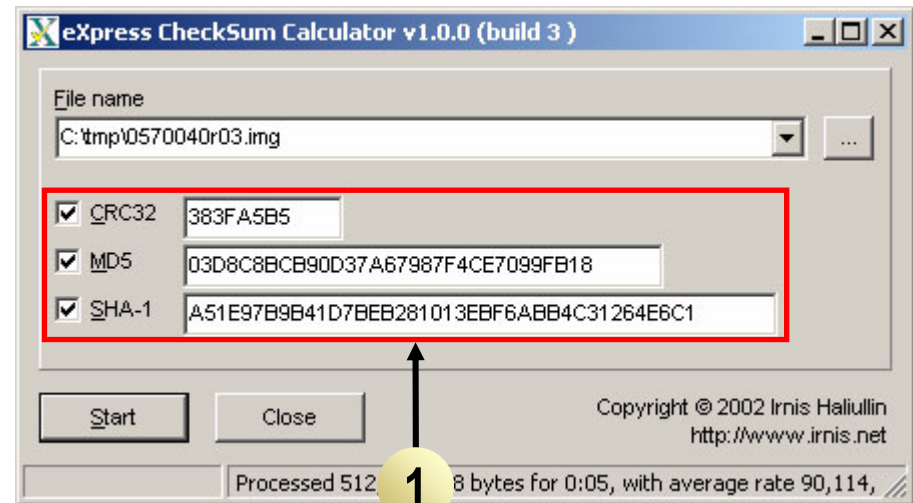 eXpress CheckSum Calculator v1.0.0 (build 3 )
File name
C:\tmp\0570040r03.img
...
CRC32 383FA5B5
MD5 03D8C8BCB90D37A67987F4CE7099FB18
SHA-1 A51E97B9B41D7BEB281013EBF6ABB4C31264E6C1
Start Close
Copyright © 2002 Irnis Haliullin
http://www.irnis.net
1
Processed 512 8 bytes for 0:05, with average rate 90,114,